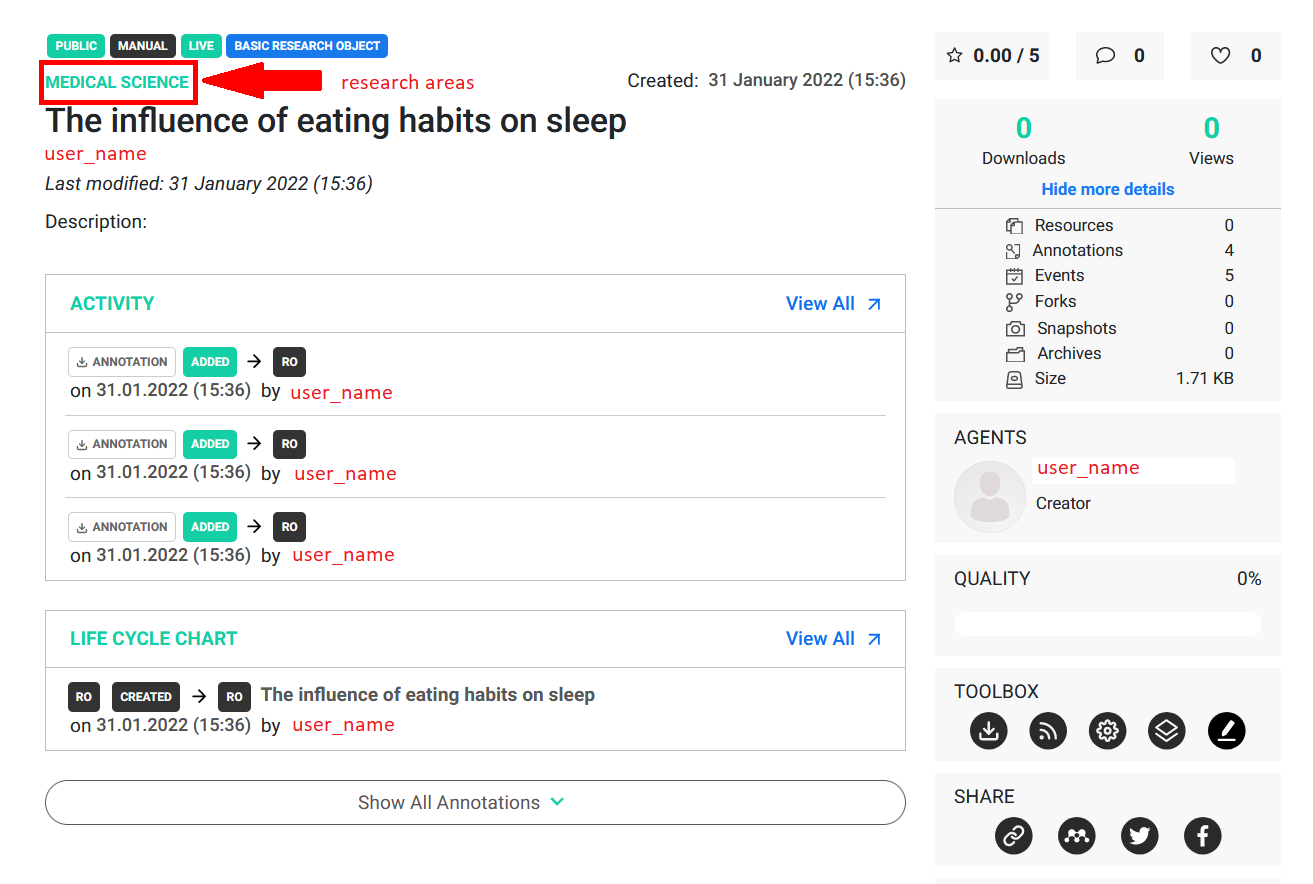 PUBLIC MANUAL LIVE BASIC RESEARCH OBJECT
MEDICAL SCIENCE research areas Created: 31 January 2022 (15:36)
The influence of eating habits on sleep
user_name
Last modified: 31 January 2022 (15:36)
Description:
ACTIVITY View All
ANNOTATION ADDED RO
on 31.01.2022 (15:36) by user_name
ANNOTATION ADDED RO
on 31.01.2022 (15:36) by user_name
ANNOTATION ADDED RO
on 31.01.2022 (15:36) by user_name
LIFE CYCLE CHART View All
RO CREATED RO The influence of eating habits on sleep
on 31.01.2022 (15:36) by user_name
Show All Annotations
0.00 / 5 0 0
0 0
Downloads Views
Hide more details
Resources 0
Annotations 4
Events 5
Forks 0
Snapshots 0
Archives 0
Size 1.71 KB
AGENTS
user_name
Creator
QUALITY 0%
TOOLBOX
SHARE